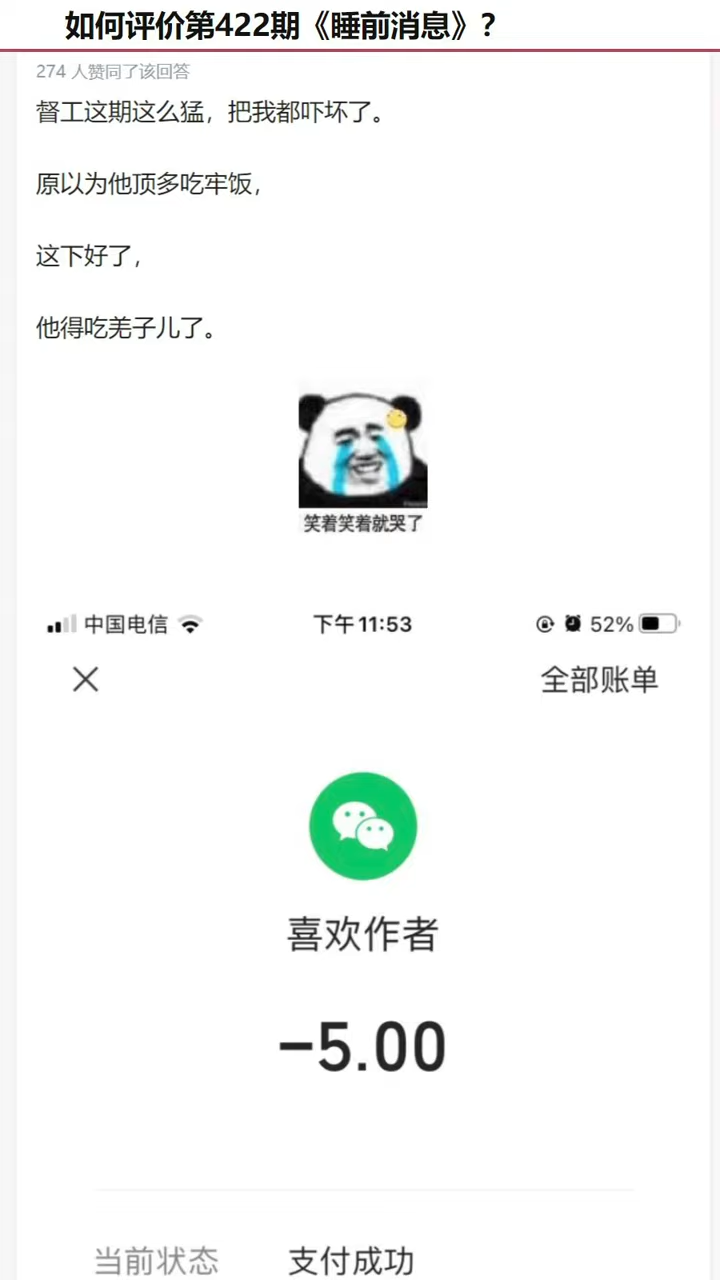 如何评价第422期《睡前消息》?
274 人赞同了该回答
督工这期这么猛，把我都吓坏了。
原以为他顶多吃牢饭，
这下好了，
他得吃羌子儿了。
笑着笑着就哭了
中国电信 下午11:53 52%
全部账单
喜欢作者
-5.00
当前状态 支付成功